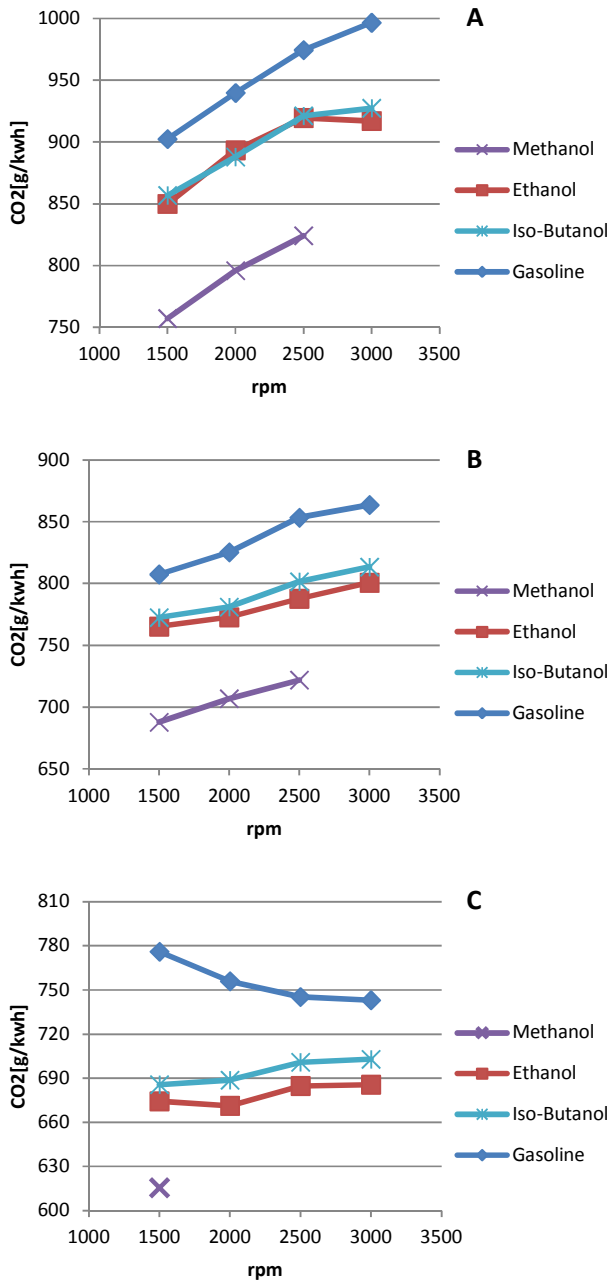 A
1000
950
900
850
800
750
CO2[g/kwh]
1000 1500 2000 2500 3000 3500
rpm
Methanol
Ethanol
Iso-Butanol
Gasoline
B
900
850
800
750
700
650
CO2[g/kwh]
1000 1500 2000 2500 3000 3500
rpm
Methanol
Ethanol
Iso-Butanol
Gasoline
C
810
780
750
720
690
660
630
600
CO2[g/kwh]
1000 1500 2000 2500 3000 3500
rpm
Methanol
Ethanol
Iso-Butanol
Gasoline